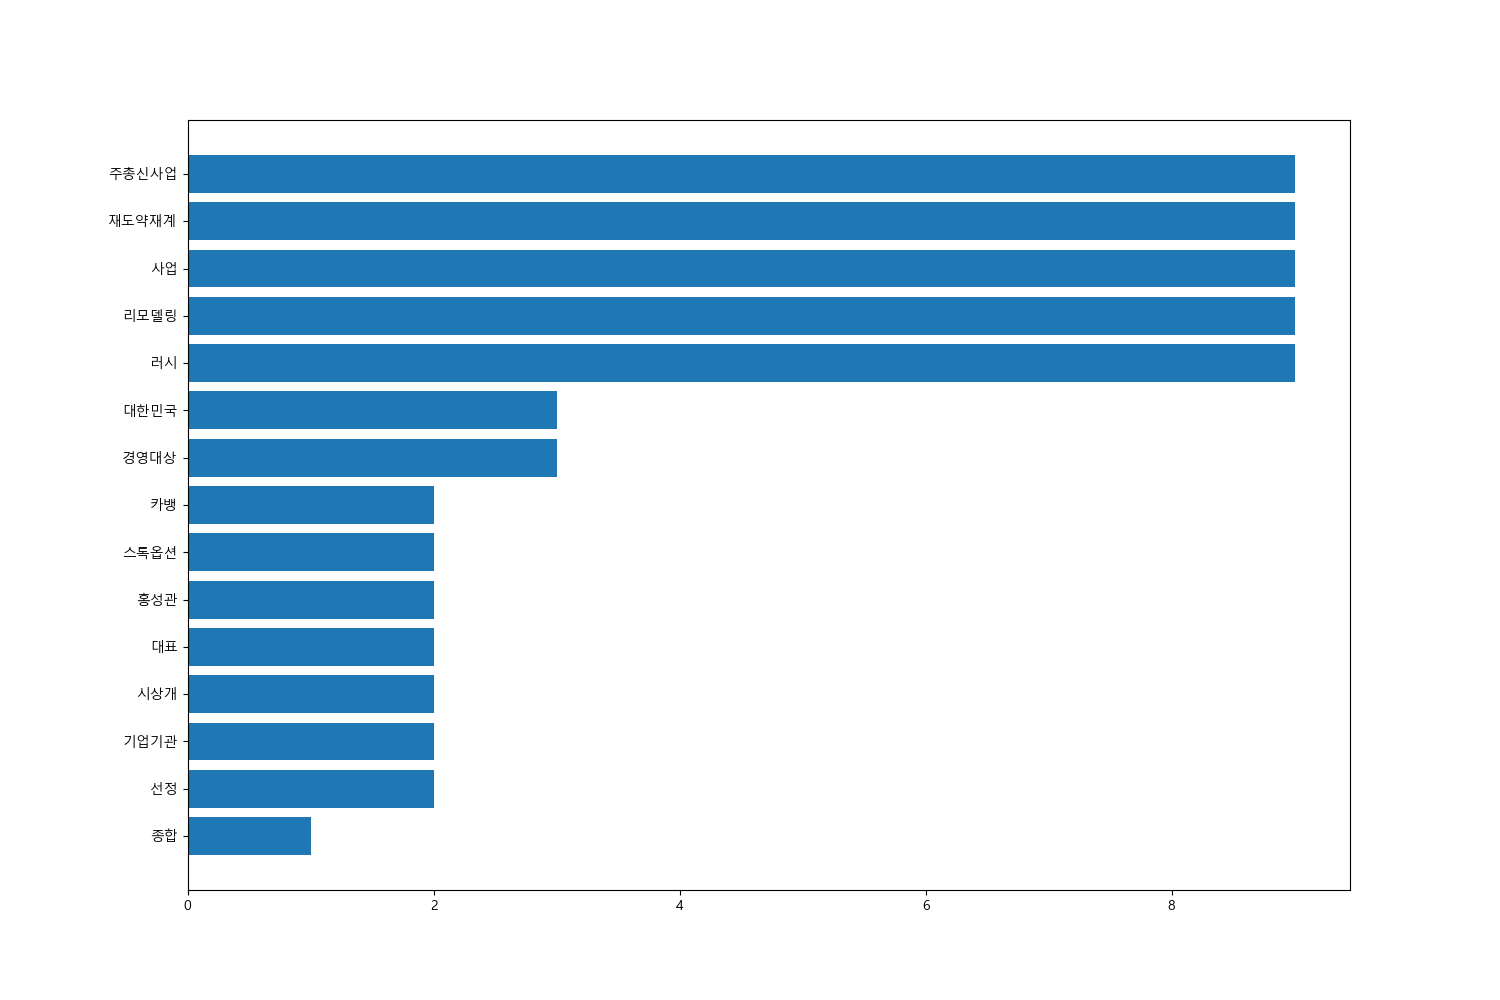 주총신사업
재도약재계
사업
리모델링
러시
대한민국
경영대상
카뱅
스톡옵션
홍성관
대표
시상개
기업기관
선정
종합
0 2 4 6 8